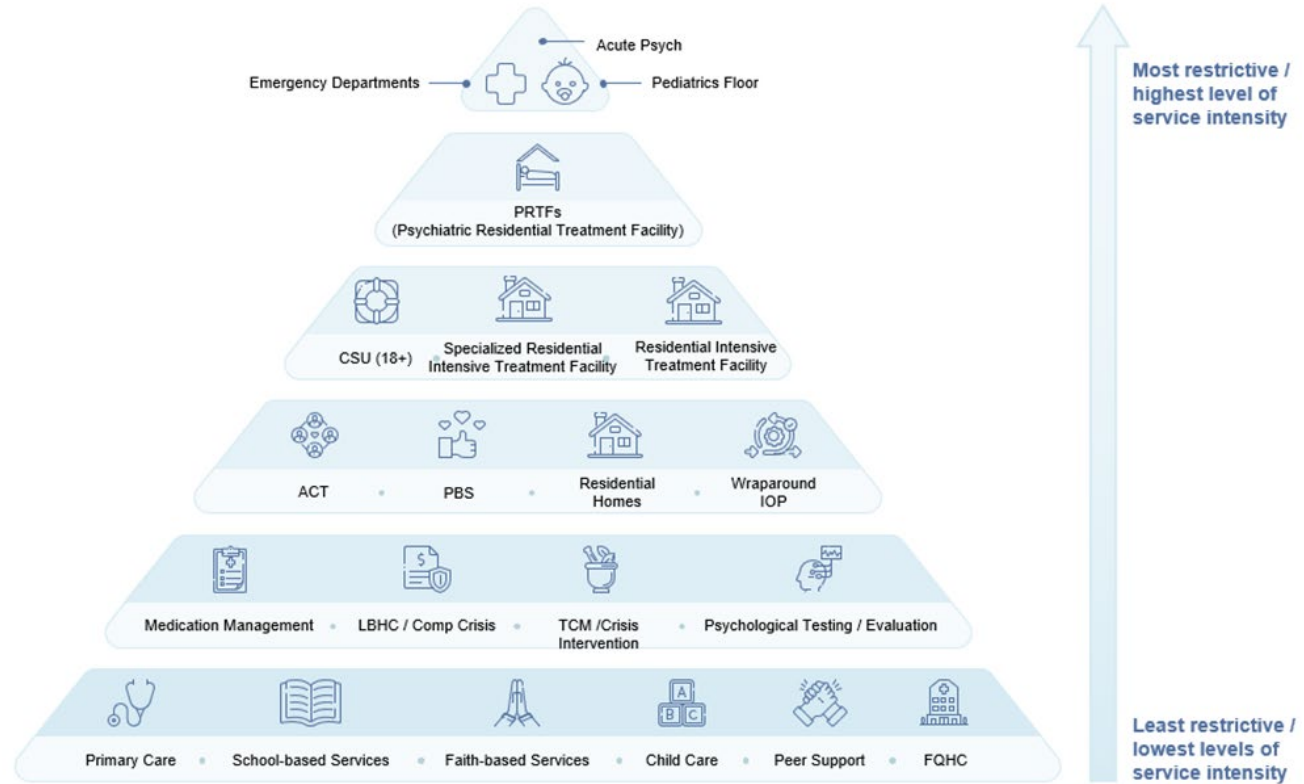 Acute Psych
Emergency Departments
Pediatrics Floor
Most restrictive /
highest level of
service intensity
PRTFs
(Psychiatric Residential Treatment Facility)
CSU (18+)
Specialized Residential
Intensive Treatment Facility
Residential Intensive
Treatment Facility
ACT
PBS
Residential
Homes
Wraparound
IOP
Medication Management
LBHC / Comp Crisis
TCM /Crisis
Intervention
Psychological Testing / Evaluation
A
B C
Primary Care
School-based Services
Faith-based Services
Child Care
Peer Support
FQHC
Least restrictive /
lowest levels of
service intensity